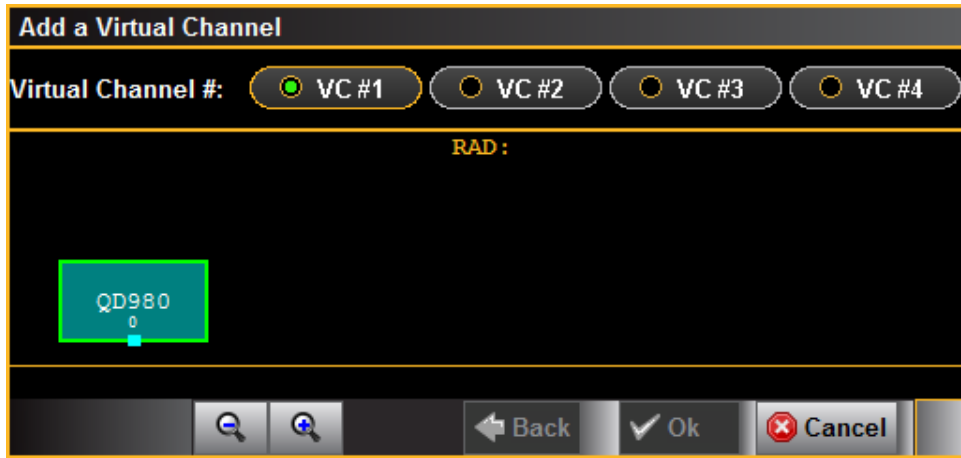 Add a Virtual Channel
Virtual Channel #: VC #1 VC #2 VC #3 VC #4
RAD:
QD980
0
Back Ok Cancel